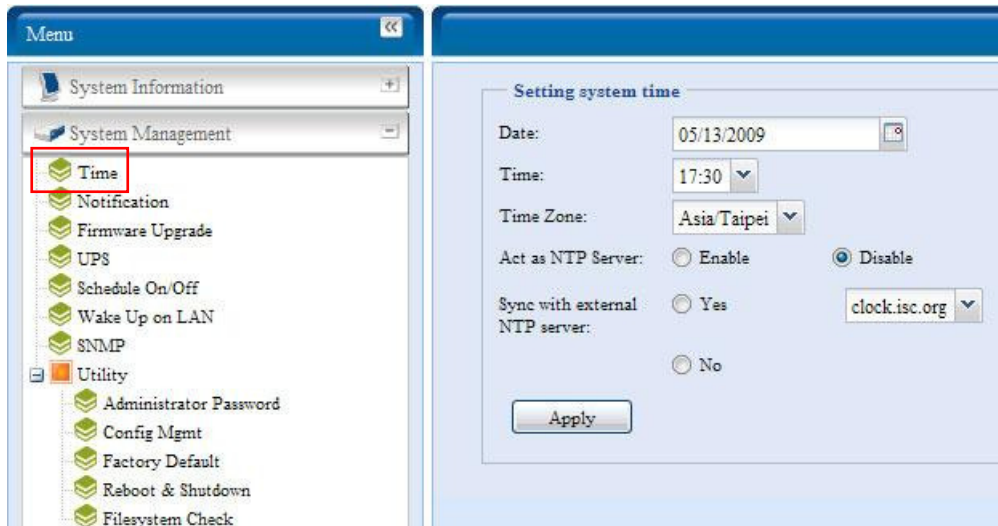 Menu
System Information
System Management
Time
Notification
Firmware Upgrade
UPS
Schedule On/Off
Wake Up on LAN
SNMP
Utility
Administrator Password
Config Mgmt
Factory Default
Reboot & Shutdown
Filesystem Check
Setting system time
Date: 05/13/2009
Time: 17:30
Time Zone: Asia/Taipei
Act as NTP Server: Enable Disable
Sync with external Yes clock.isc.org
NTP server:
No
Apply